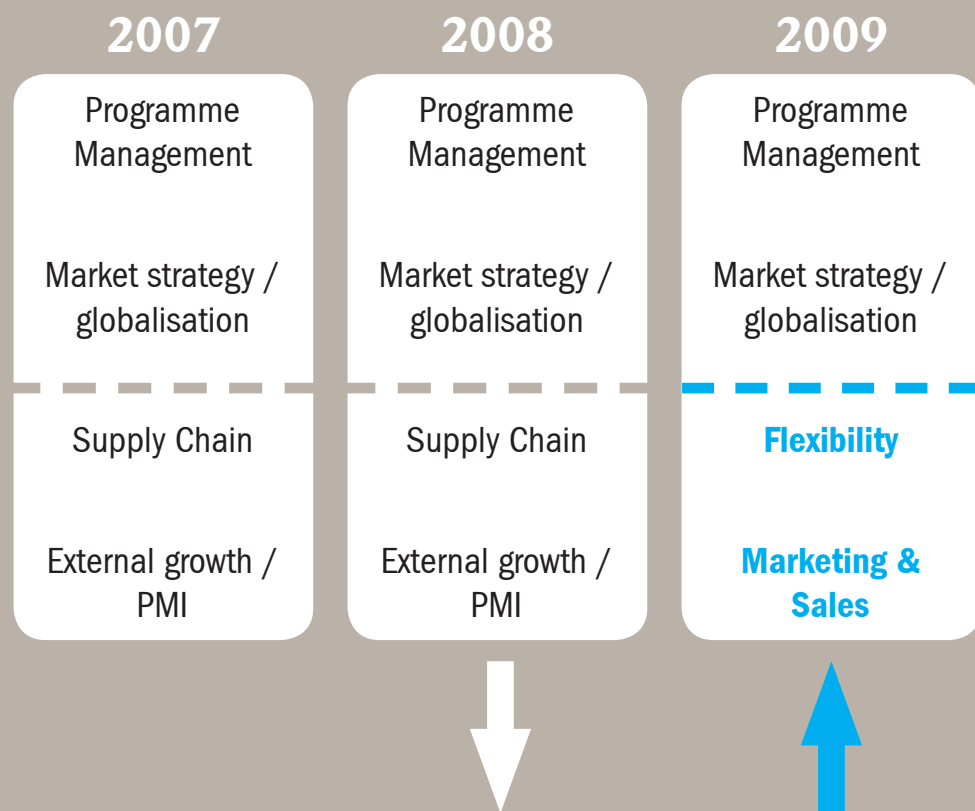 2007
Programme
Management
Market strategy /
globalisation
Supply Chain
External growth /
PMI
2008
Programme
Management
Market strategy /
globalisation
Supply Chain
External growth /
PMI
2009
Programme
Management
Market strategy /
globalisation
Flexibility
Marketing &
Sales